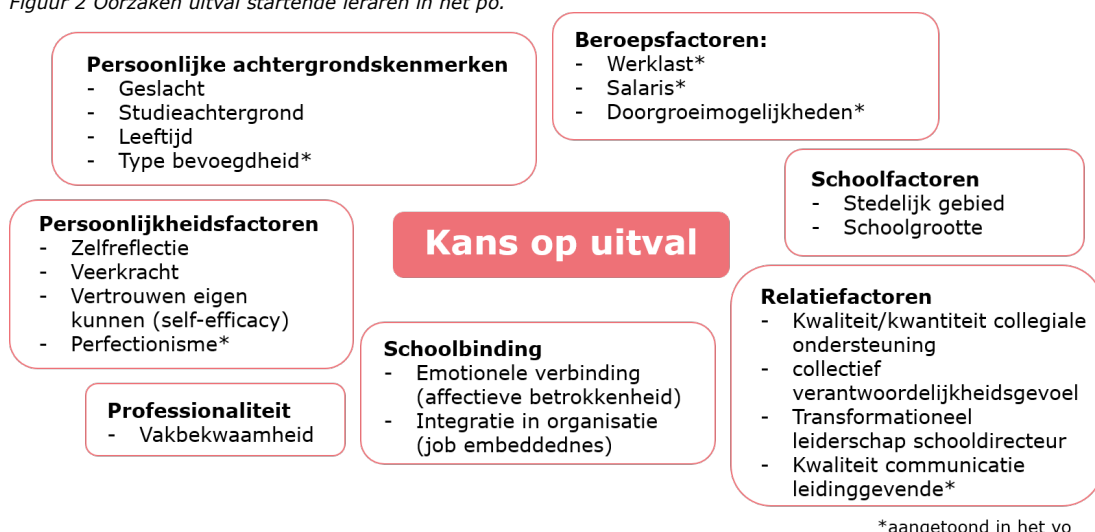 Figuur 2 Oorzaken uitval startende leraren in het po.
Persoonlijke achtergrondskenmerken
- Geslacht
- Studieachtergrond
- Leeftijd
- Type bevoegdheid*
Beroepsfactoren:
- Werklast*
- Salaris*
- Doorgroeimogelijkheden*
Schoolfactoren
- Stedelijk gebied
- Schoolgrootte
Persoonlijkheidsfactoren
- Zelfreflectie
- Veerkracht
- Vertrouwen eigen
kunnen (self-efficacy)
- Perfectionisme*
Kans op uitval
Relatiefactoren
- Kwaliteit/kwantiteit collegiale
ondersteuning
- collectief
verantwoordelijkheidsgevoel
- Transformationeel
leiderschap schooldirecteur
- Kwaliteit communicatie
leidinggevende*
Schoolbinding
- Emotionele verbinding
(affectieve betrokkenheid)
- Integratie in organisatie
(job embeddednes)
Professionaliteit
- Vakbekwaamheid
*aangetoond in het vo